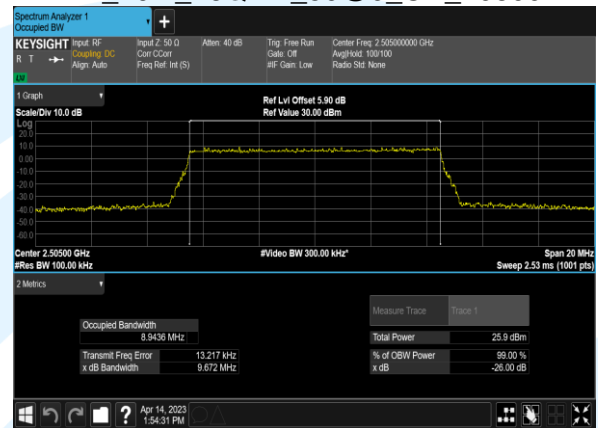 Spectrum Analyzer 1
Occupied BW
+
KEYSIGHT
R T
Input: RF
Coupling: DC
Align: Auto
Input Z: 50 Ω
Corr CCorr
Freq Ref: Int (S)
Atten: 40 dB
Trig: Free Run
Gate: Off
#IF Gain: Low
Center Freq: 2.505000000 GHz
Avg|Hold: 100/100
Radio Std: None
1 Graph
Scale/Div 10.0 dB
Ref Lvl Offset 5.90 dB
Ref Value 30.00 dBm
Log
20.0
10.0
0.00
-10.0
-20.0
-30.0
-40.0
-50.0
-60.0
Center 2.50500 GHz
#Res BW 100.00 kHz
#Video BW 300.00 kHz*
Span 20 MHz
Sweep 2.53 ms (1001 pts)
2 Metrics
Measure Trace Trace 1
Occupied Bandwidth
8.9436 MHz
Total Power 25.9 dBm
Transmit Freq Error 13.217 kHz
% of OBW Power 99.00 %
x dB Bandwidth 9.672 MHz
x dB -26.00 dB
?
Apr 14, 2023
1:54:31 PM